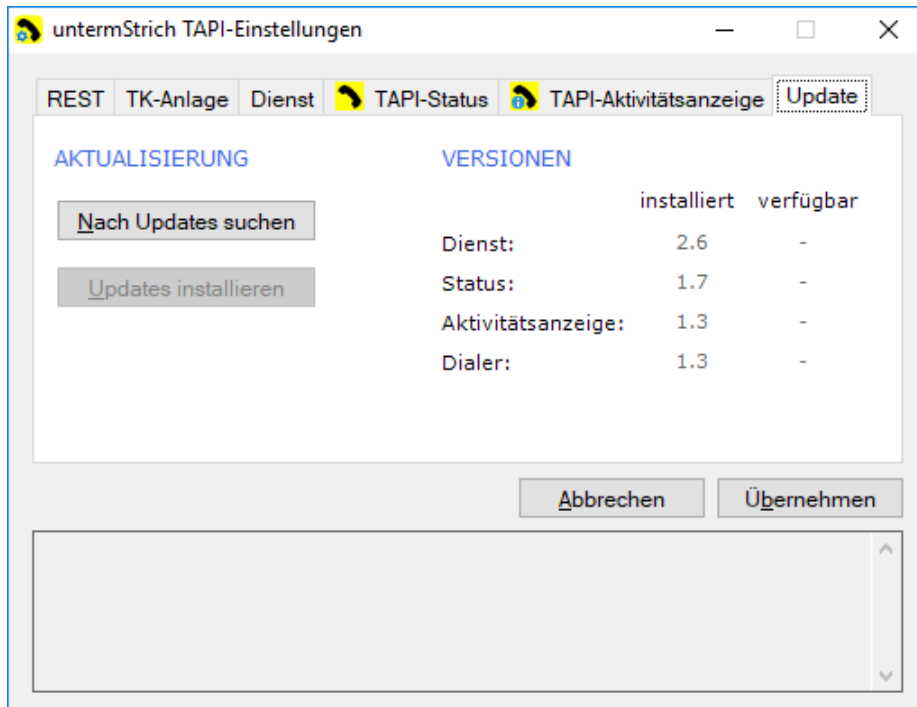 untermStrich TAPI-Einstellungen
REST TK-Anlage Dienst TAPI-Status TAPI-Aktivitätsanzeige Update
AKTUALISIERUNG VERSIONEN
installiert verfügbar
Nach Updates suchen
Dienst: 2.6 -
Updates installieren
Status: 1.7 -
Aktivitätsanzeige: 1.3 -
Dialer: 1.3 -
Abbrechen Übernehmen